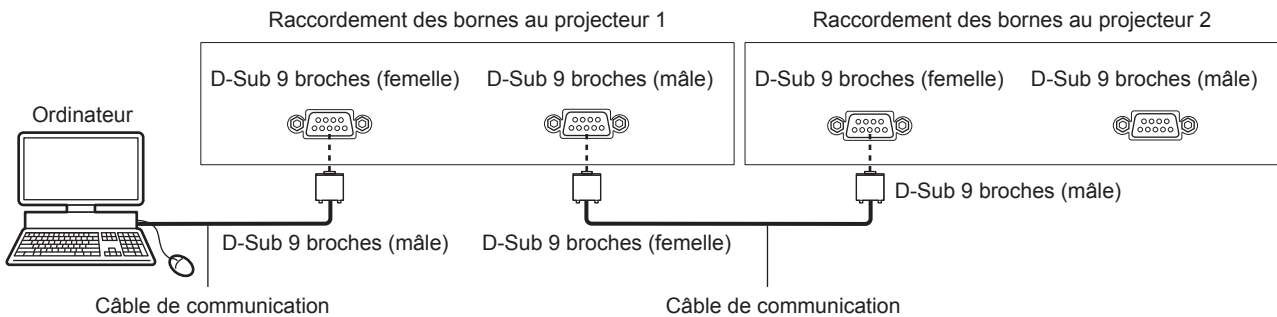 Raccordement des bornes au projecteur 1
Raccordement des bornes au projecteur 2
D-Sub 9 broches (femelle)
D-Sub 9 broches (mâle)
D-Sub 9 broches (femelle)
D-Sub 9 broches (mâle)
Ordinateur
D-Sub 9 broches (mâle)
D-Sub 9 broches (mâle)
D-Sub 9 broches (femelle)
Câble de communication
Câble de communication